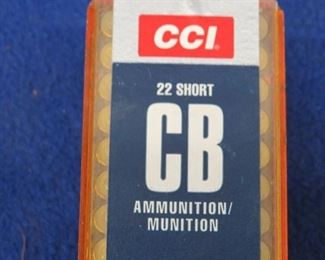 CCI
22 SHORT
CB
AMMUNITION/
MUNITION